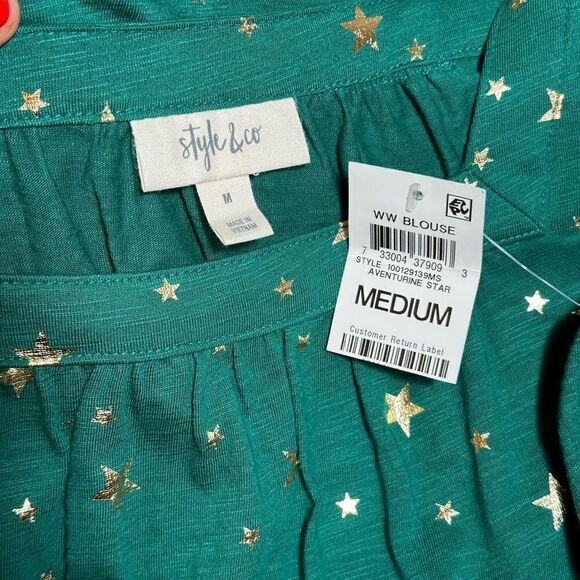 style & co
M
MADE IN
VIETNAM
WW BLOUSE
7 33004 37909 3
STYLE 100129139MS
AVENTURINE STAR
MEDIUM
Customer Return Label